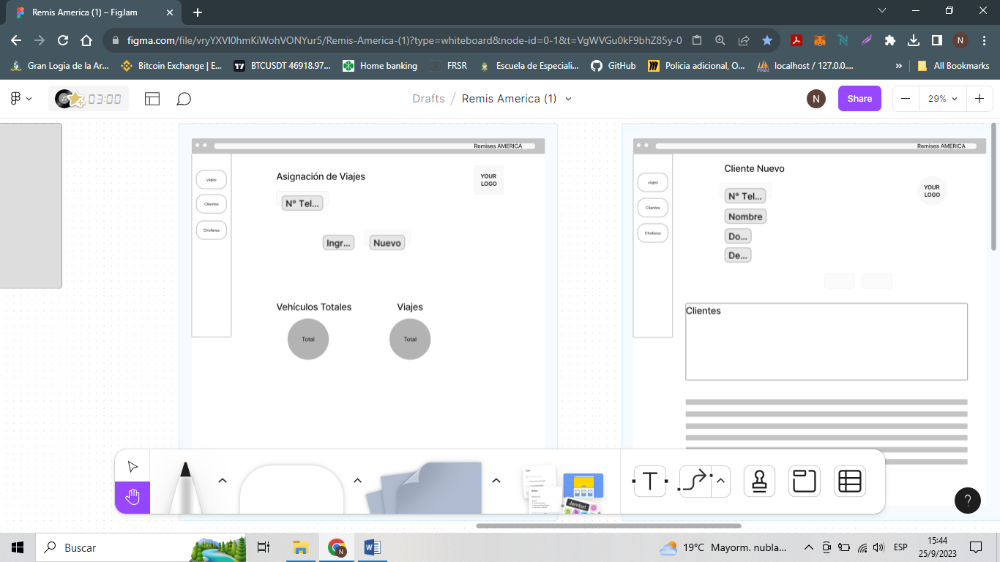 Remis America (1) – FigJam
figma.com/file/vryYXVl0hmKiWohVONYur5/Remis-America-(1)?type=whiteboard&node-id=0-1&t=VgWVGu0kF9bhZ85y-0
N
Gran Logia de la Ar...
Bitcoin Exchange | E...
BTCUSDT 46918.97...
Home banking
FRSR
Escuela de Especiali...
GitHub
Policia adicional, O...
localhost / 127.0.0....
»
All Bookmarks
03:00
Drafts / Remis America (1)
N
Share
29%
Remises AMERICA
viajes
Clientes
Choferes
Asignación de Viajes
YOUR
LOGO
N° Tel...
Ingr...
Nuevo
Vehículos Totales
Viajes
Total
Total
Remises AMERICA
viajes
Clientes
Choferes
Cliente Nuevo
YOUR
LOGO
N° Tel...
Nombre
Do...
De...
Clientes
Jambot
T
?
Buscar
19°C Mayorm. nubla...
ESP
15:44
25/9/2023